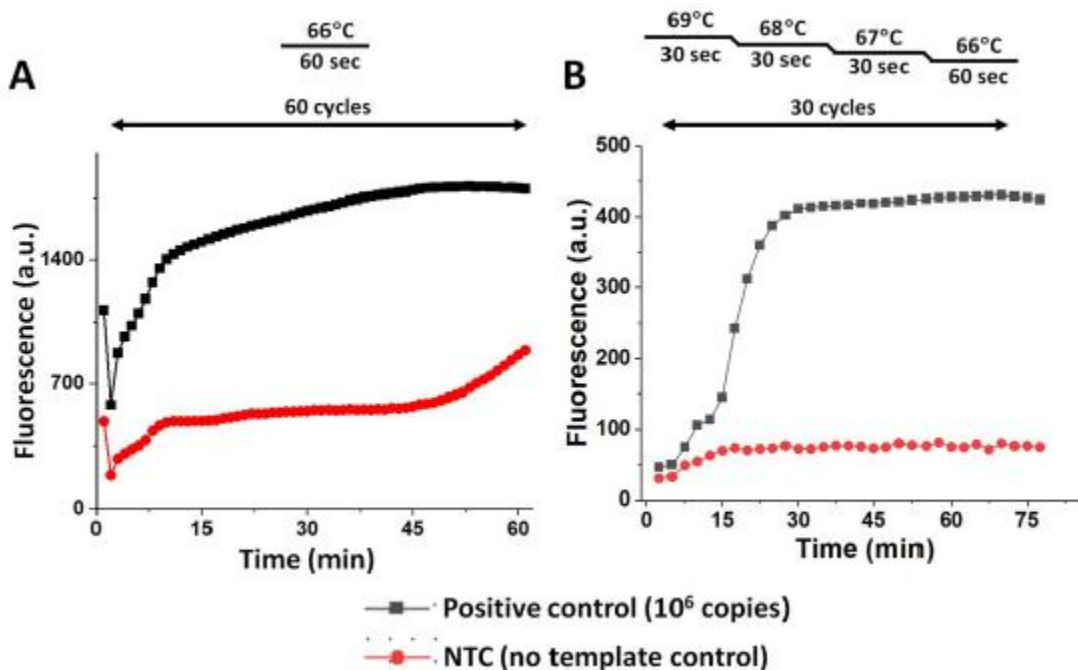 66°C
60 sec
A
60 cycles
1400
700
0
Fluorescence (a.u.)
0 15 30 45 60
Time (min)
69°C 68°C 67°C 66°C
30 sec 30 sec 30 sec 60 sec
B
30 cycles
500
400
300
200
100
0
Fluorescence (a.u.)
0 15 30 45 60 75
Time (min)
Positive control (10⁶ copies)
NTC (no template control)